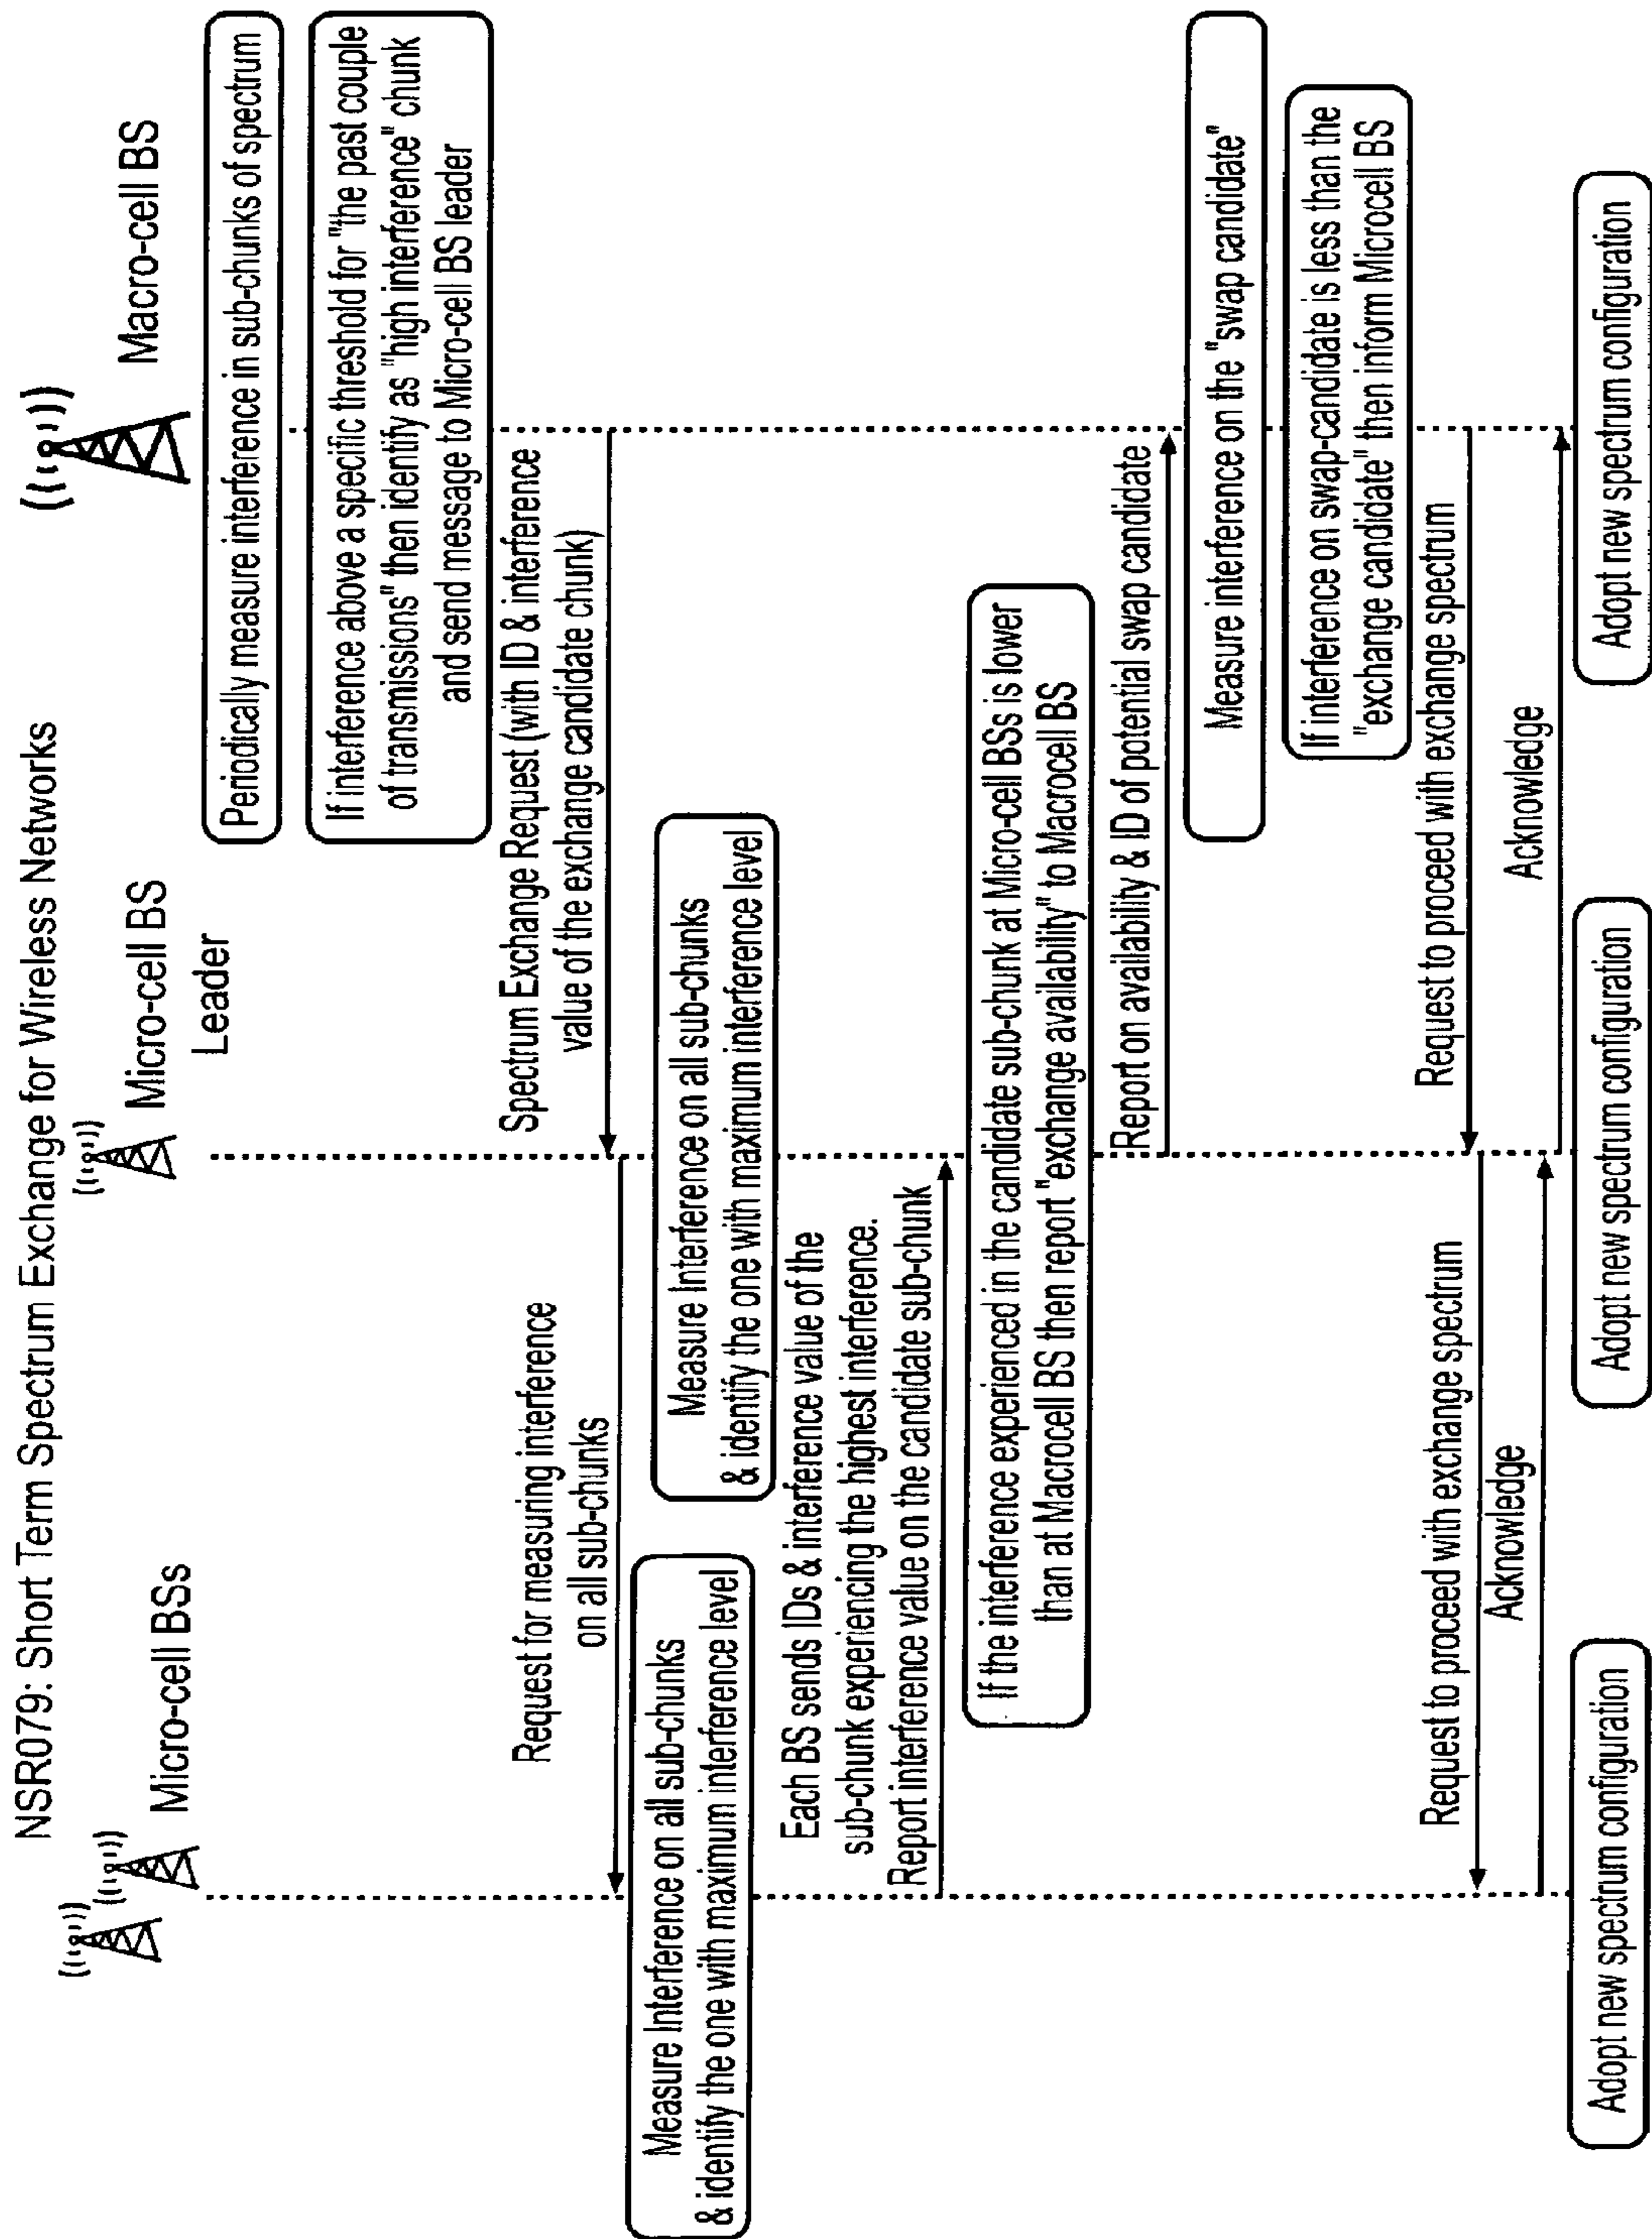 NSR079: Short Term Spectrum Exchange for Wireless Networks
Micro-cell BSs
Micro-cell BS
Leader
Macro-cell BS
Periodically measure interference in sub-chunks of spectrum
If interference above a specific threshold for "the past couple
of transmissions" then identify as "high interference" chunk
and send message to Micro-cell BS leader
Spectrum Exchange Request (with ID & interference
value of the exchange candidate chunk)
Request for measuring interference
on all sub-chunks
Measure Interference on all sub-chunks
& identify the one with maximum interference level
Measure Interference on all sub-chunks
& identify the one with maximum interference level
Each BS sends IDs & interference value of the
sub-chunk experiencing the highest interference.
Report interference value on the candidate sub-chunk
If the interference experienced in the candidate sub-chunk at Micro-cell BSs is lower
than at Macrocell BS then report "exchange availability" to Macrocell BS
Report on availability & ID of potential swap candidate
Measure interference on the "swap candidate"
If interference on swap-candidate is less than the
"exchange candidate" then inform Microcell BS
Request to proceed with exchange spectrum
Request to proceed with exchange spectrum
Acknowledge
Acknowledge
Adopt new spectrum configuration
Adopt new spectrum configuration
Adopt new spectrum configuration